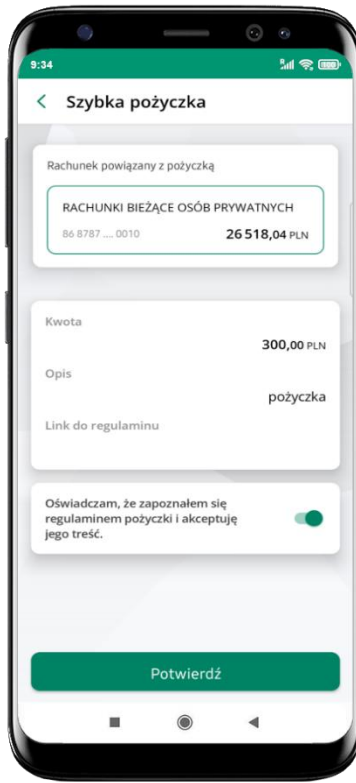 9:34
Szybka pożyczka
Rachunek powiązany z pożyczką
RACHUNKI BIEŻĄCE OSÓB PRYWATNYCH
86 8787 .... 0010 26 518,04 PLN
Kwota
300,00 PLN
Opis
pożyczka
Link do regulaminu
Oświadczam, że zapoznałem się
regulaminem pożyczki i akceptuję
jego treść.
Potwierdź